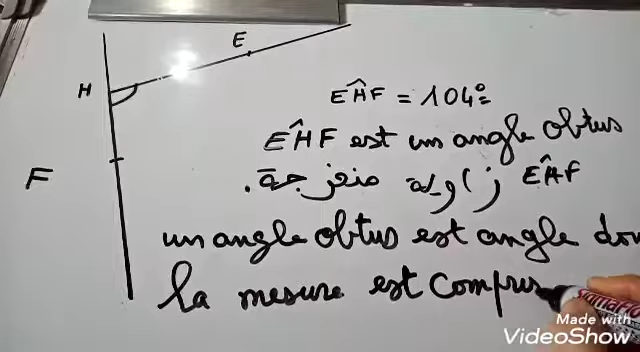 E
H
EĤF = 104°
EĤF est un angle obtus
EĤF زاوية منفرجة.
F
un angle obtus est angle don
la mesure est compris
Made with
VideoShow